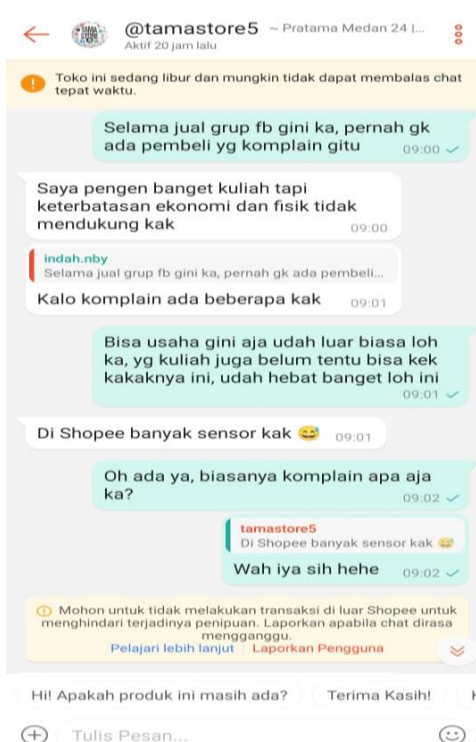 @tamastore5 ~ Pratama Medan 24 |...
Aktif 20 jam lalu
Toko ini sedang libur dan mungkin tidak dapat membalas chat
tepat waktu.
Selama jual grup fb gini ka, pernah gk
ada pembeli yg komplain gitu 09:00
Saya pengen banget kuliah tapi
keterbatasan ekonomi dan fisik tidak
mendukung kak 09:00
indah.nby
Selama jual grup fb gini ka, pernah gk ada pembeli...
Kalo komplain ada beberapa kak 09:01
Bisa usaha gini aja udah luar biasa loh
ka, yg kuliah juga belum tentu bisa kek
kakaknya ini, udah hebat banget loh ini
09:01
Di Shopee banyak sensor kak 😅 09:01
Oh ada ya, biasanya komplain apa aja
ka? 09:02
tamastore5
Di Shopee banyak sensor kak 😅
Wah iya sih hehe 09:02
Mohon untuk tidak melakukan transaksi di luar Shopee untuk
menghindari terjadinya penipuan. Laporkan apabila chat dirasa
mengganggu.
Pelajari lebih lanjut Laporkan Pengguna
Hi! Apakah produk ini masih ada? Terima Kasih!
Tulis Pesan...